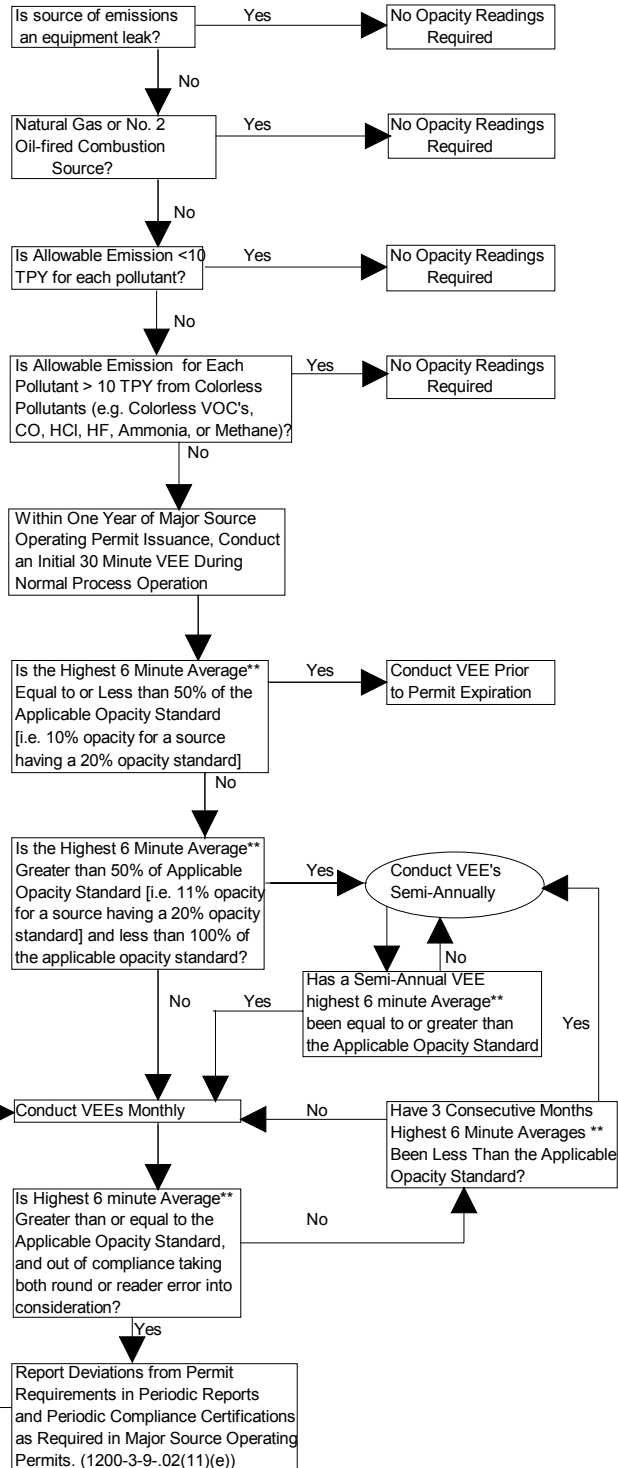 Is source of emissions
an equipment leak?
Yes
No Opacity Readings
Required
No
Natural Gas or No. 2
Oil-fired Combustion
Source?
Yes
No Opacity Readings
Required
No
Is Allowable Emission <10
TPY for each pollutant?
Yes
No Opacity Readings
Required
No
Is Allowable Emission for Each
Pollutant > 10 TPY from Colorless
Pollutants (e.g. Colorless VOC's,
CO, HCl, HF, Ammonia, or Methane)?
Yes
No Opacity Readings
Required
No
Within One Year of Major Source
Operating Permit Issuance, Conduct
an Initial 30 Minute VEE During
Normal Process Operation
Is the Highest 6 Minute Average**
Equal to or Less than 50% of the
Applicable Opacity Standard
[i.e. 10% opacity for a source
having a 20% opacity standard]
Yes
Conduct VEE Prior
to Permit Expiration
No
Is the Highest 6 Minute Average**
Greater than 50% of Applicable
Opacity Standard [i.e. 11% opacity
for a source having a 20% opacity
standard] and less than 100% of
the applicable opacity standard?
Yes
Conduct VEE's
Semi-Annually
No
Has a Semi-Annual VEE
highest 6 minute Average**
been equal to or greater than
the Applicable Opacity Standard
No
Yes
Yes
Conduct VEEs Monthly
No
Have 3 Consecutive Months
Highest 6 Minute Averages **
Been Less Than the Applicable
Opacity Standard?
Is Highest 6 minute Average**
Greater than or equal to the
Applicable Opacity Standard,
and out of compliance taking
both round or reader error into
consideration?
No
Yes
Report Deviations from Permit
Requirements in Periodic Reports
and Periodic Compliance Certifications
as Required in Major Source Operating
Permits. (1200-3-9-.02(11)(e))